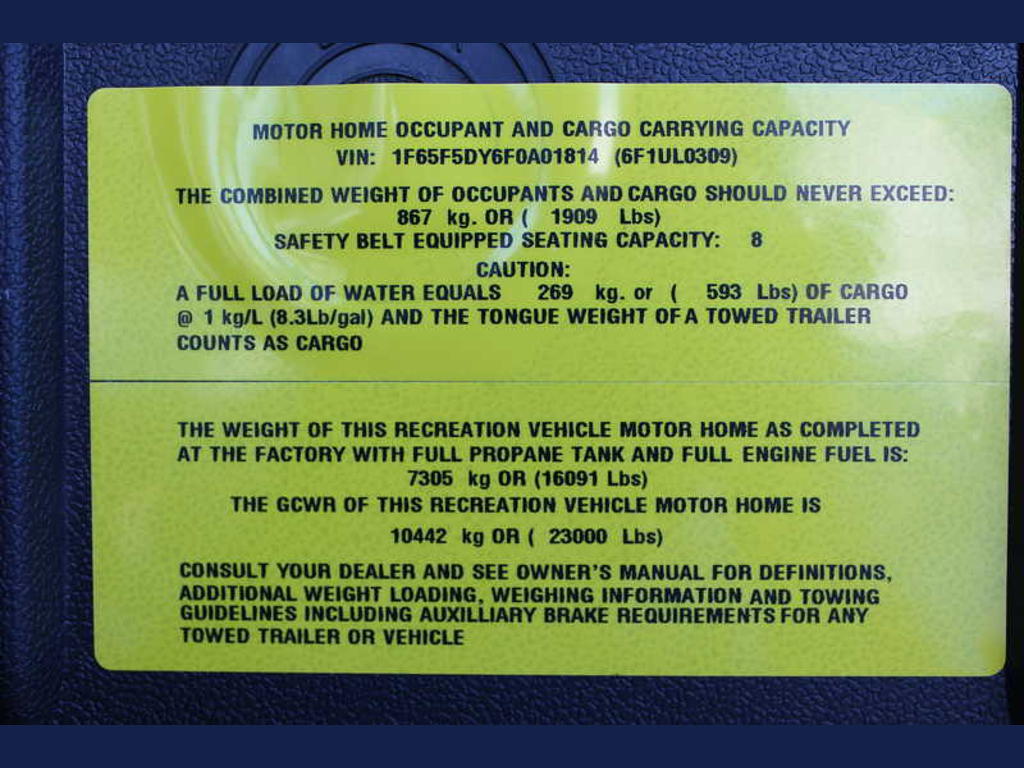 MOTOR HOME OCCUPANT AND CARGO CARRYING CAPACITY
VIN: 1F65F5DY6F0A01814 (6F1UL0309)
THE COMBINED WEIGHT OF OCCUPANTS AND CARGO SHOULD NEVER EXCEED:
867 kg. OR ( 1909 Lbs)
SAFETY BELT EQUIPPED SEATING CAPACITY: 8
CAUTION:
A FULL LOAD OF WATER EQUALS 269 kg. or ( 593 Lbs) OF CARGO
@ 1 kg/L (8.3Lb/gal) AND THE TONGUE WEIGHT OF A TOWED TRAILER
COUNTS AS CARGO
THE WEIGHT OF THIS RECREATION VEHICLE MOTOR HOME AS COMPLETED
AT THE FACTORY WITH FULL PROPANE TANK AND FULL ENGINE FUEL IS:
7305 kg OR (16091 Lbs)
THE GCWR OF THIS RECREATION VEHICLE MOTOR HOME IS
10442 kg OR ( 23000 Lbs)
CONSULT YOUR DEALER AND SEE OWNER'S MANUAL FOR DEFINITIONS,
ADDITIONAL WEIGHT LOADING, WEIGHING INFORMATION AND TOWING
GUIDELINES INCLUDING AUXILLIARY BRAKE REQUIREMENTS FOR ANY
TOWED TRAILER OR VEHICLE